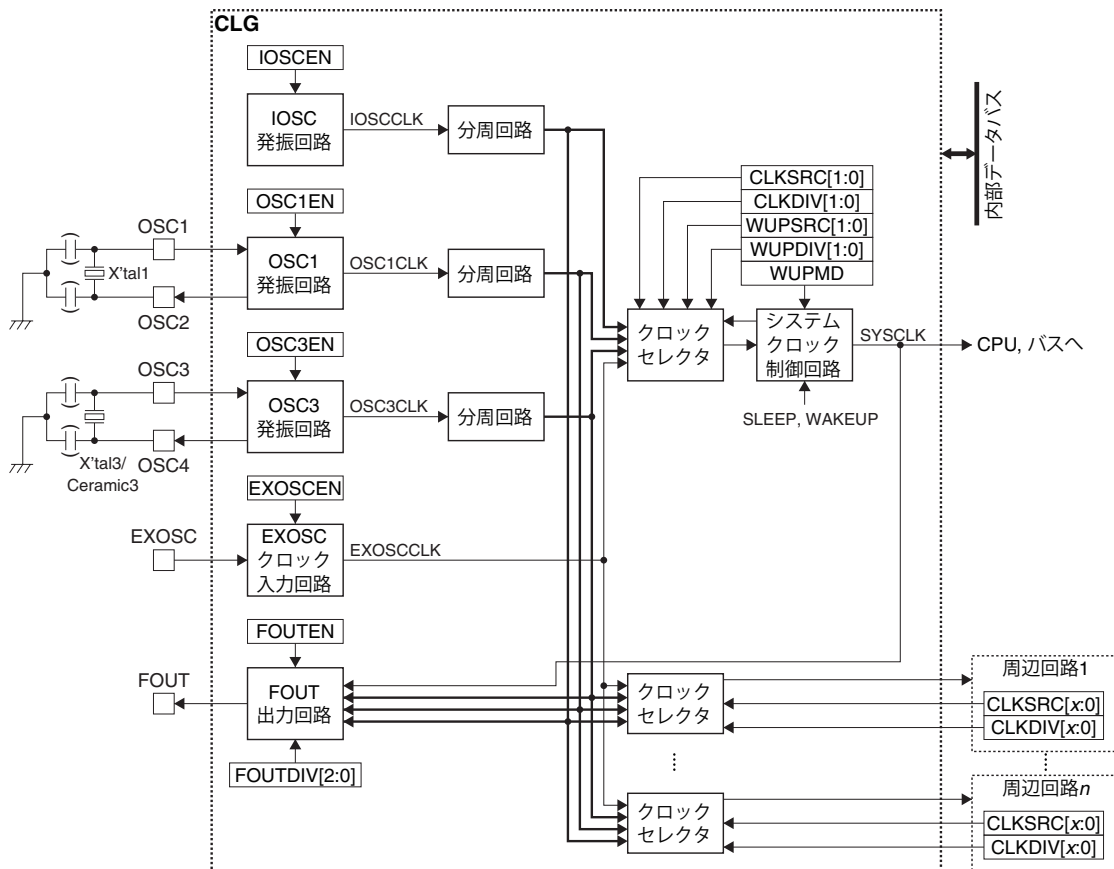 CLG
IOSCEN
IOSC
発振回路
IOSCCLK
分周回路
内部データバス
CLKSRC[1:0]
CLKDIV[1:0]
WUPSRC[1:0]
WUPDIV[1:0]
WUPMD
OSC1EN
OSC1
X'tal1
OSC2
OSC1
発振回路
OSC1CLK
分周回路
クロック
セレクタ
システム
クロック
制御回路
SYSCLK
CPU, バスへ
SLEEP, WAKEUP
OSC3EN
OSC3
OSC4
X'tal3/
Ceramic3
OSC3
発振回路
OSC3CLK
分周回路
EXOSCEN
EXOSC
EXOSC
クロック
入力回路
EXOSCCLK
FOUTEN
FOUT
FOUT
出力回路
FOUTDIV[2:0]
クロック
セレクタ
周辺回路1
CLKSRC[x:0]
CLKDIV[x:0]
クロック
セレクタ
周辺回路n
CLKSRC[x:0]
CLKDIV[x:0]